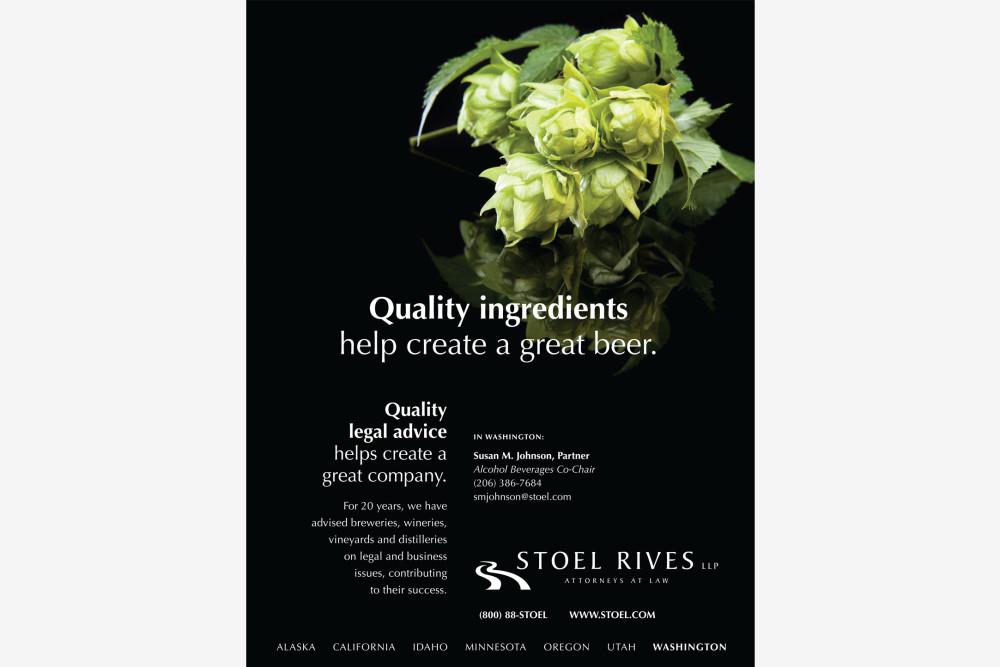 Quality ingredients
help create a great beer.
Quality
legal advice
helps create a
great company.
For 20 years, we have
advised breweries, wineries,
vineyards and distilleries
on legal and business
issues, contributing
to their success.
IN WASHINGTON:
Susan M. Johnson, Partner
Alcohol Beverages Co-Chair
(206) 386-7684
smjohnson@stoel.com
STOEL RIVES LLP
ATTORNEYS AT LAW
(800) 88-STOEL WWW.STOEL.COM
ALASKA CALIFORNIA IDAHO MINNESOTA OREGON UTAH WASHINGTON